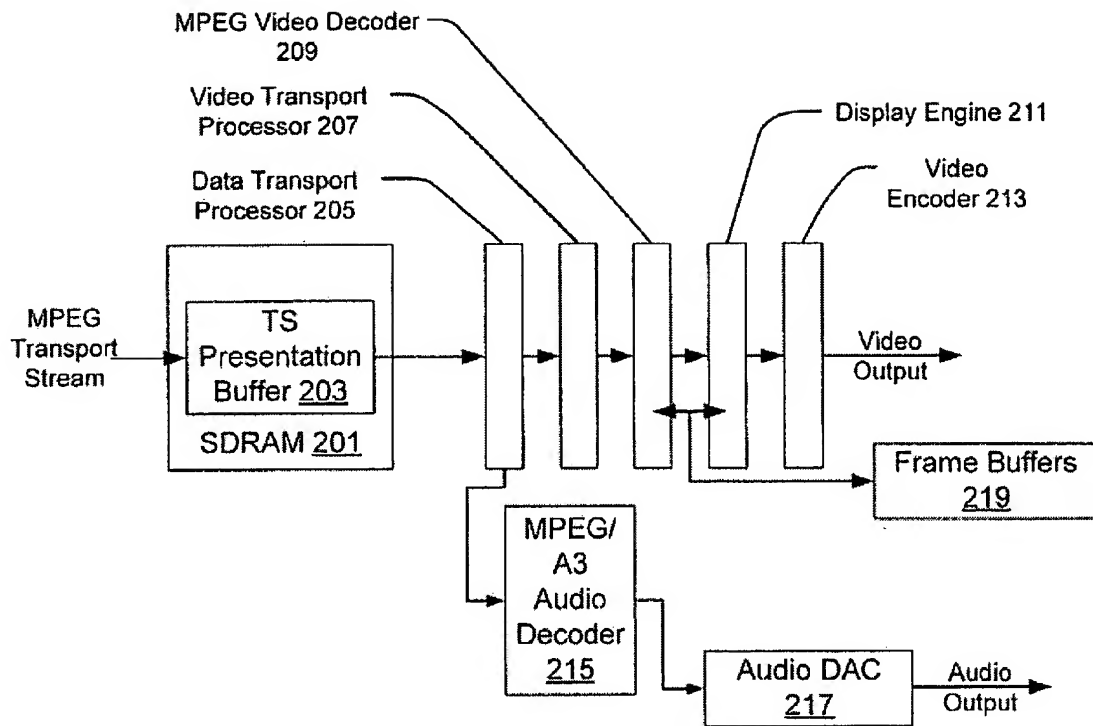 MPEG Video Decoder
209
Video Transport
Processor 207
Data Transport
Processor 205
Display Engine 211
Video
Encoder 213
MPEG
Transport
Stream
TS
Presentation
Buffer 203
SDRAM 201
Video
Output
Frame Buffers
219
MPEG/
A3
Audio
Decoder
215
Audio DAC
217
Audio
Output